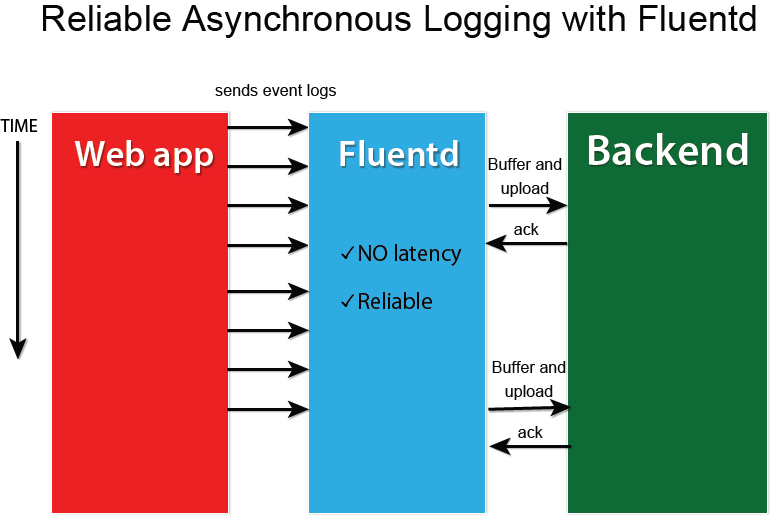 Reliable Asynchronous Logging with Fluentd
sends event logs
TIME
Web app
Fluentd
Backend
Buffer and
upload
ack
✓NO latency
✓Reliable
Buffer and
upload
ack